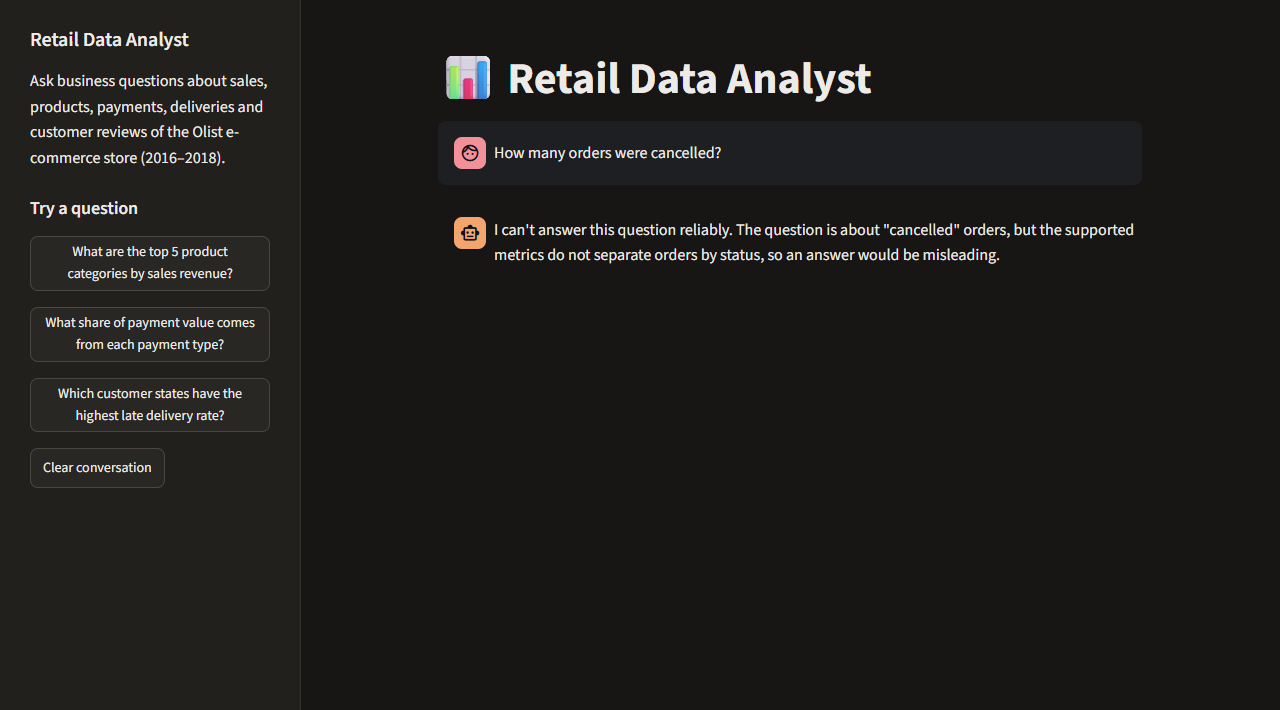 Retail Data Analyst
Ask business questions about sales,
products, payments, deliveries and
customer reviews of the Olist e-
commerce store (2016–2018).
Try a question
What are the top 5 product
categories by sales revenue?
What share of payment value comes
from each payment type?
Which customer states have the
highest late delivery rate?
Clear conversation
Retail Data Analyst
How many orders were cancelled?
I can't answer this question reliably. The question is about "cancelled" orders, but the supported
metrics do not separate orders by status, so an answer would be misleading.